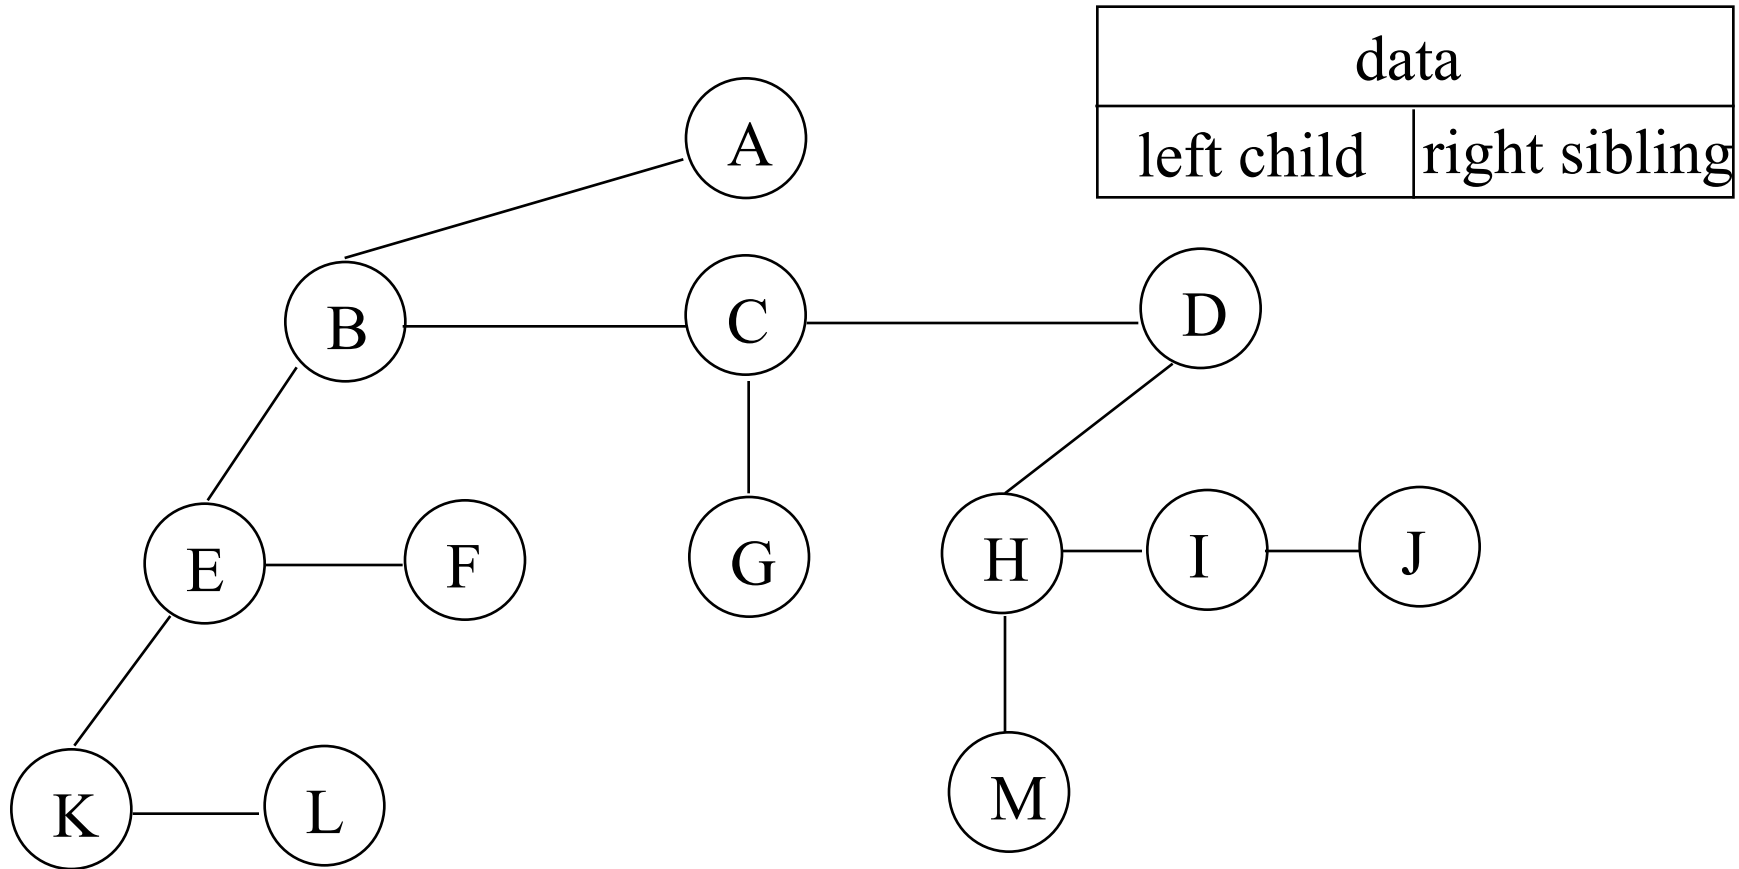 data
left child right sibling
A
B C D
E F G H I J
K L M